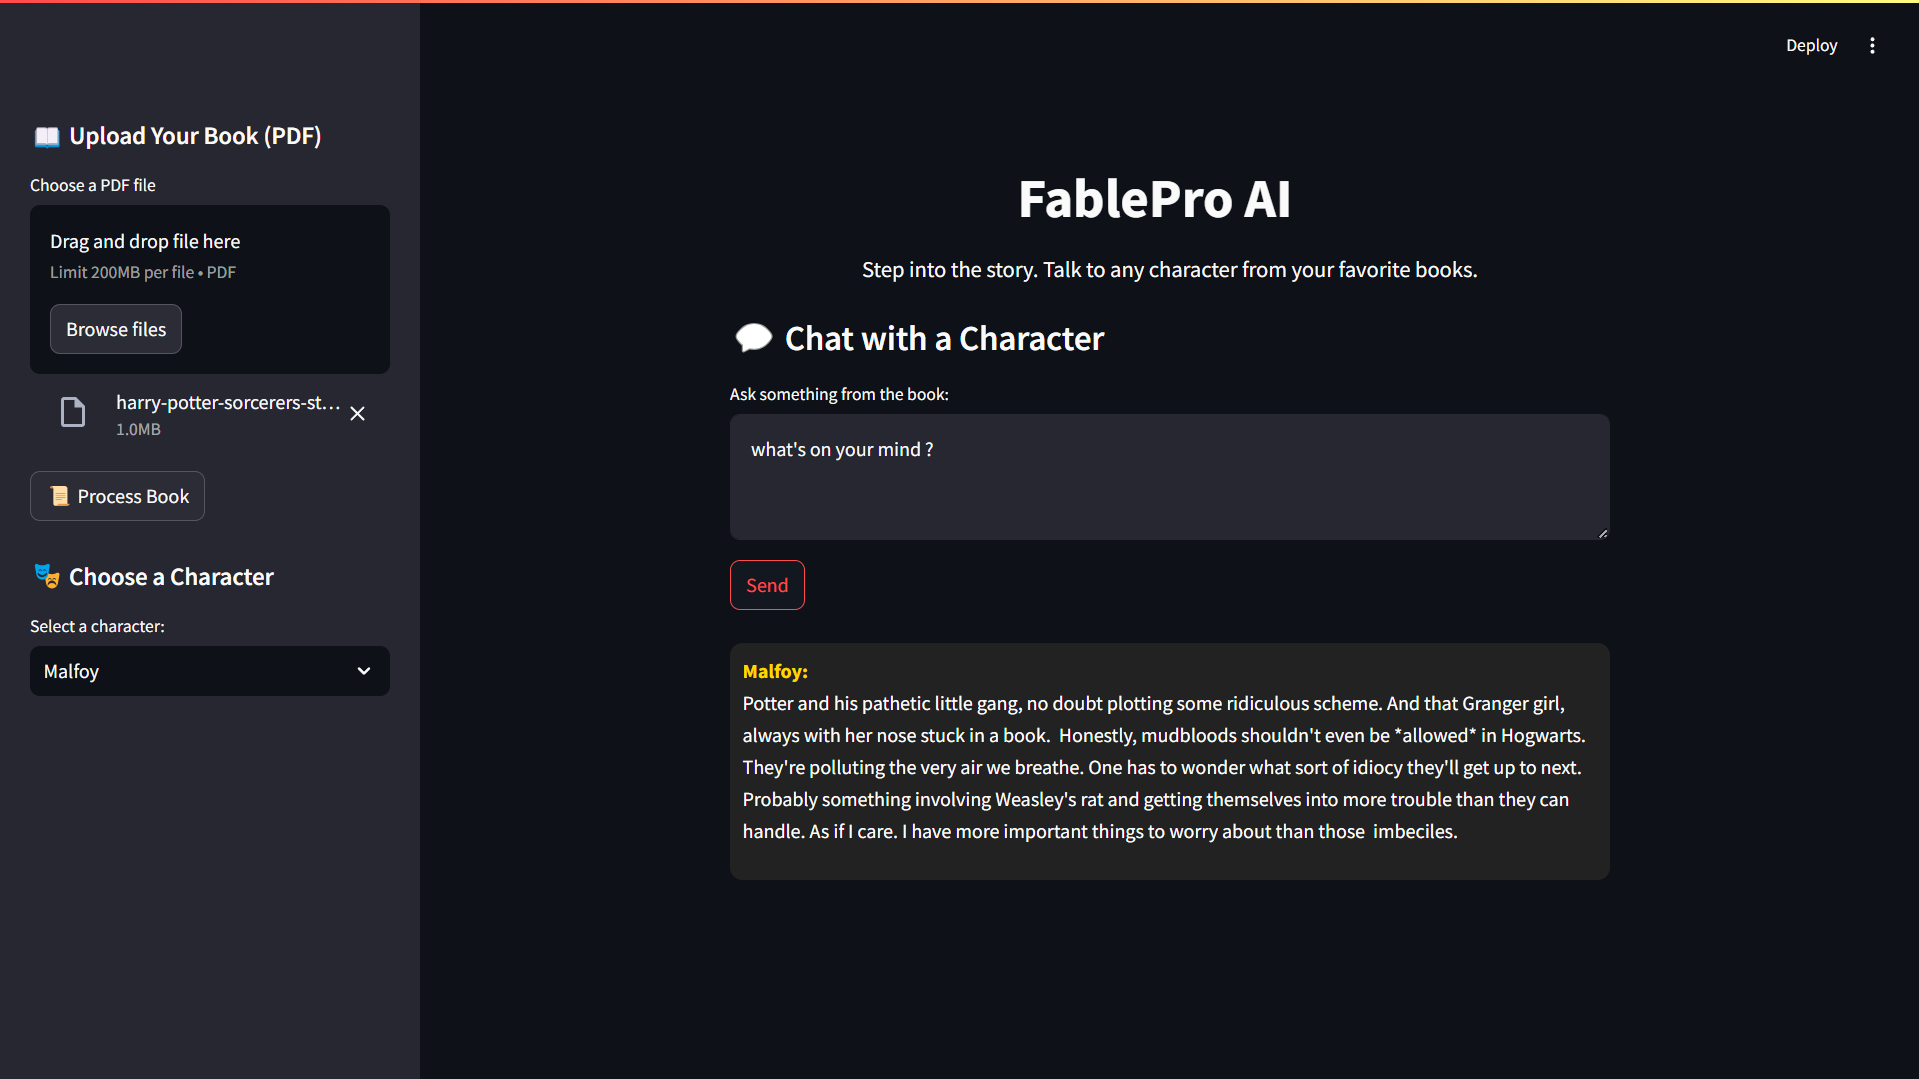 Deploy
📖 Upload Your Book (PDF)
Choose a PDF file
Drag and drop file here
Limit 200MB per file • PDF
Browse files
harry-potter-sorcerers-st...
1.0MB
📜 Process Book
🎭 Choose a Character
Select a character:
Malfoy
FablePro AI
Step into the story. Talk to any character from your favorite books.
💬 Chat with a Character
Ask something from the book:
what's on your mind ?
Send
Malfoy:
Potter and his pathetic little gang, no doubt plotting some ridiculous scheme. And that Granger girl,
always with her nose stuck in a book.  Honestly, mudbloods shouldn't even be *allowed* in Hogwarts.
They're polluting the very air we breathe. One has to wonder what sort of idiocy they'll get up to next.
Probably something involving Weasley's rat and getting themselves into more trouble than they can
handle. As if I care. I have more important things to worry about than those  imbeciles.